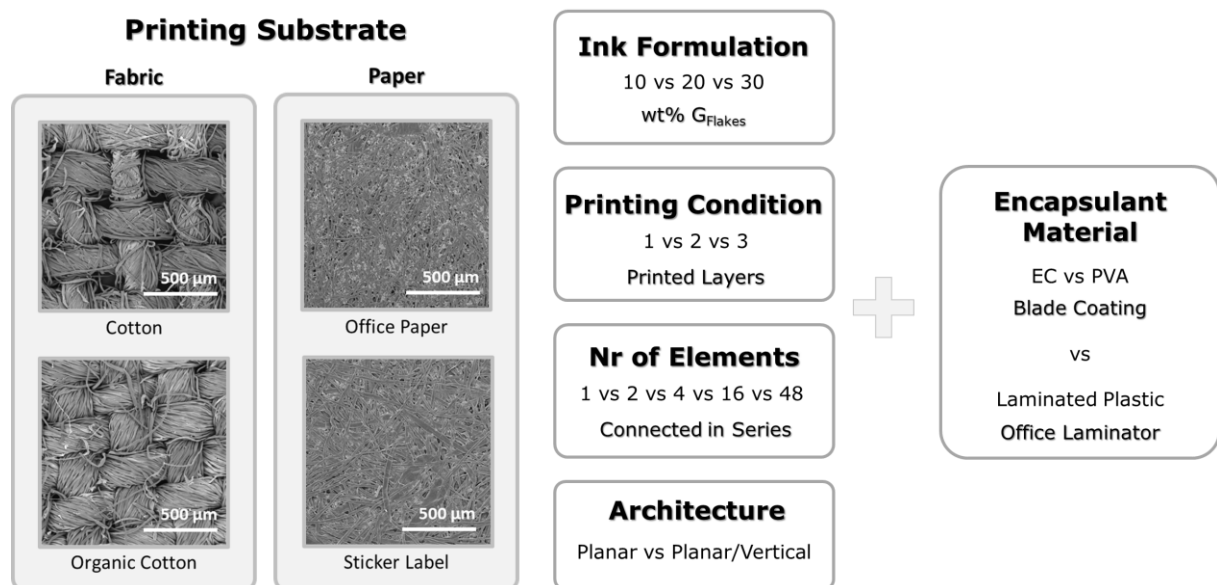 Printing Substrate
Fabric
Paper
500 µm
Cotton
500 µm
Office Paper
500 µm
Organic Cotton
500 µm
Sticker Label
Ink Formulation
10 vs 20 vs 30
wt% GFlakes
Printing Condition
1 vs 2 vs 3
Printed Layers
Nr of Elements
1 vs 2 vs 4 vs 16 vs 48
Connected in Series
Architecture
Planar vs Planar/Vertical
Encapsulant
Material
EC vs PVA
Blade Coating
vs
Laminated Plastic
Office Laminator